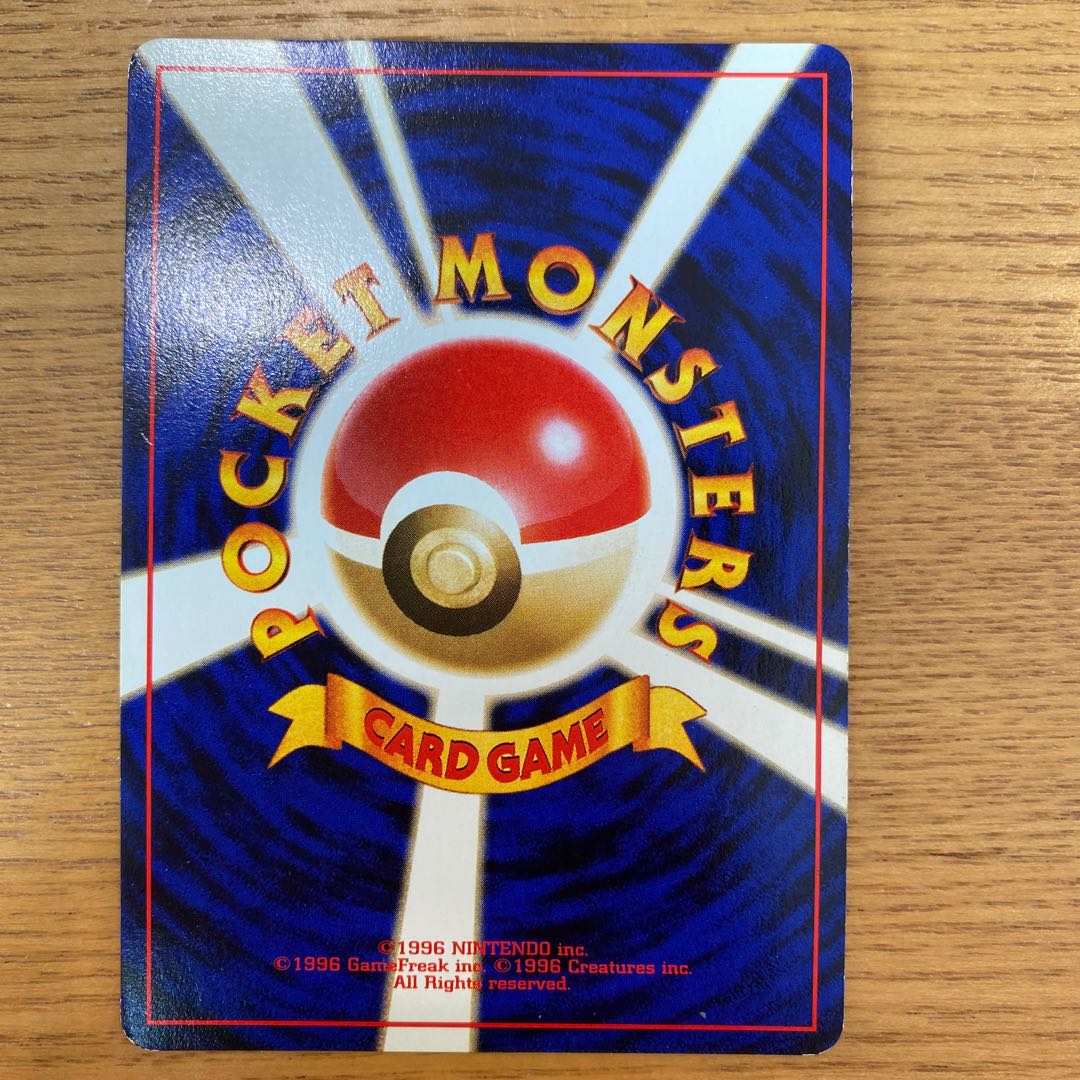 POCKET MONSTERS
CARD GAME
©1996 NINTENDO inc.
©1996 GameFreak inc. ©1996 Creatures inc.
All Rights reserved.